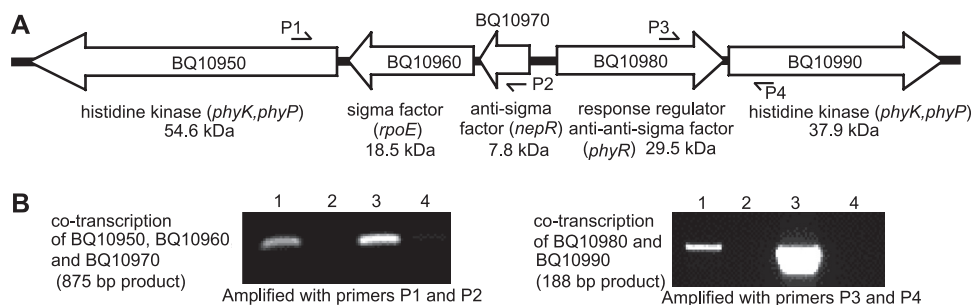 A
P1
BQ10970
P3
BQ10950
BQ10960
P2
BQ10980
BQ10990
P4
histidine kinase (phyK,phyP)
54.6 kDa
sigma factor
(rpoE)
18.5 kDa
anti-sigma
factor (nepR)
7.8 kDa
response regulator
anti-anti-sigma factor
(phyR) 29.5 kDa
histidine kinase (phyK,phyP)
37.9 kDa
B
co-transcription
of BQ10950, BQ10960
and BQ10970
(875 bp product)
1 2 3 4
Amplified with primers P1 and P2
co-transcription
of BQ10980 and
BQ10990
(188 bp product)
1 2 3 4
Amplified with primers P3 and P4